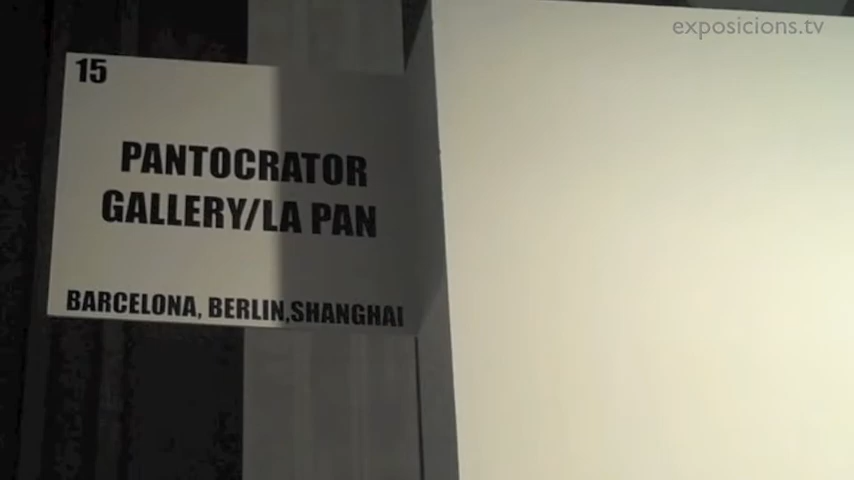 exposicions.tv
15
PANTOCRATOR
GALLERY/LA PAN
BARCELONA, BERLIN,SHANGHAI